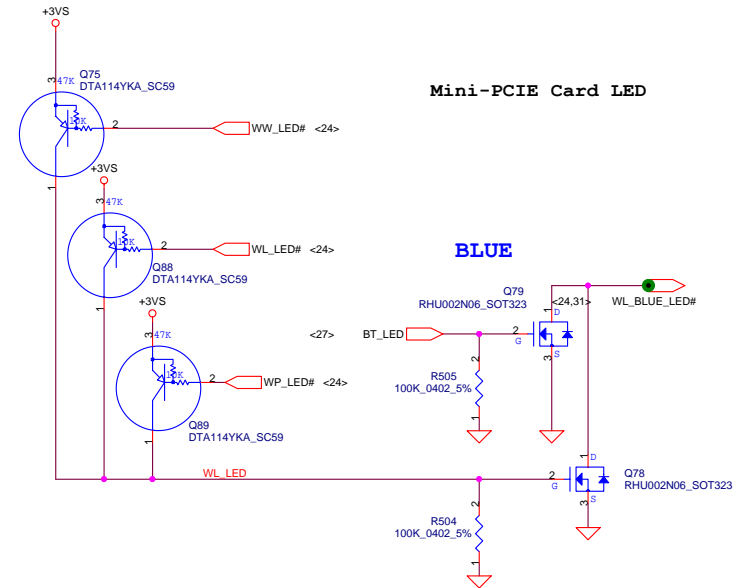 +3VS
3
47K
Q75
DTA114YKA_SC59
Mini-PCIE Card LED
10K
2
WW_LED# <24>
1
+3VS
3
47K
10K
2
WL_LED# <24>
Q88
DTA114YKA_SC59
1
BLUE
+3VS
3
47K
10K
2
WP_LED# <24>
Q89
DTA114YKA_SC59
1
<27>
BT_LED
Q79
RHU002N06_SOT323
<24,31>
WL_BLUE_LED#
1
D
2
G
3
S
2
R505
100K_0402_5%
1
WL_LED
1
D
2
G
3
S
Q78
RHU002N06_SOT323
2
R504
100K_0402_5%
1